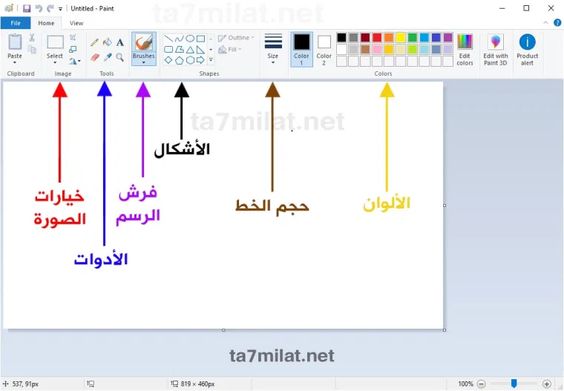 Untitled - Paint
ta7milat.net
File
Home
View
Paste
Select
A
Brushes
Outline
Fill
Size
Color
1
Color
2
Edit
colors
Edit with
Paint 3D
Product
alert
Clipboard
Image
Tools
Shapes
Colors
ta7milat.net
الأشكال
خيارات
الصورة
فرش
الرسم
حجم الخط
الألوان
الأدوات
ta7milat.net
537, 91px
819 × 460px
100%